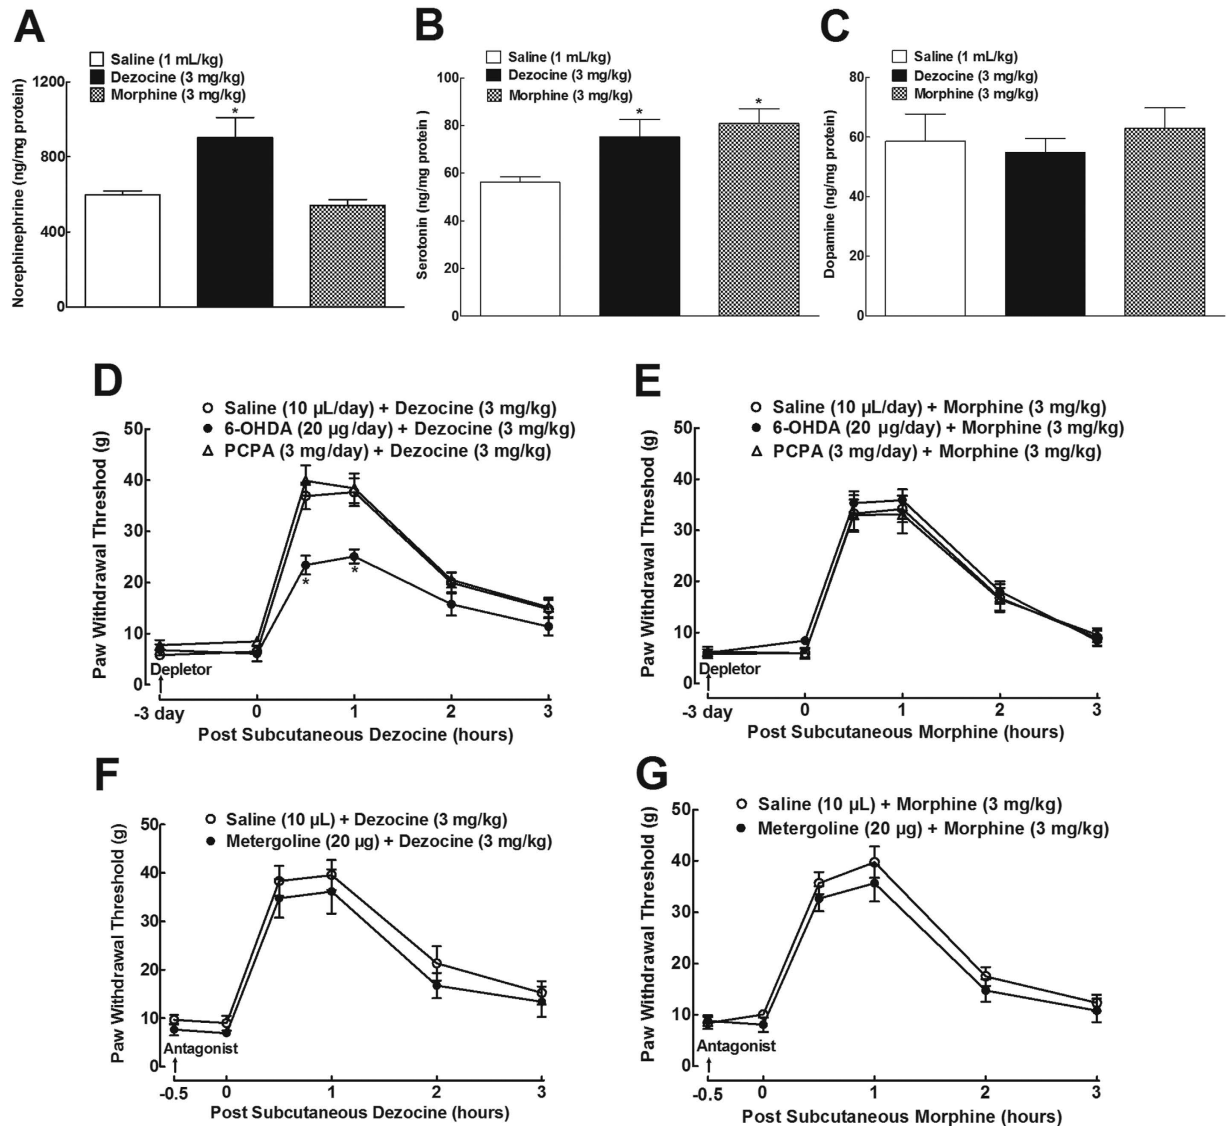 A
Saline (1 mL/kg)
Dezocine (3 mg/kg)
Morphine (3 mg/kg)
Norephinephrine (ng/mg protein)
1200
800
400
0
*
B
Saline (1 mL/kg)
Dezocine (3 mg/kg)
Morphine (3 mg/kg)
Serotonin (ng/mg protein )
100
80
60
40
20
0
*
*
C
Saline (1 mL/kg)
Dezocine (3 mg/kg)
Morphine (3 mg/kg)
Dopamine (ng/mg protein)
80
60
40
20
0
D
Saline (10 µL/day) + Dezocine (3 mg/kg)
6-OHDA (20 µg/day) + Dezocine (3 mg/kg)
PCPA (3 mg/day) + Dezocine (3 mg/kg)
Paw Withdrawal Threshod (g)
50
40
30
20
10
0
*
*
Depletor
-3 day
0
1
2
3
Post Subcutaneous Dezocine (hours)
E
Saline (10 µL/day) + Morphine (3 mg/kg)
6-OHDA (20 µg/day) + Morphine (3 mg/kg)
PCPA (3 mg/day) + Morphine (3 mg/kg)
Paw Withdrawal Threshold (g)
50
40
30
20
10
0
Depletor
-3 day
0
1
2
3
Post Subcutaneous Morphine (hours)
F
Saline (10 µL) + Dezocine (3 mg/kg)
Metergoline (20 µg) + Dezocine (3 mg/kg)
Paw Withdrawal Threshold (g)
50
40
30
20
10
0
Antagonist
-0.5
0
1
2
3
Post Subcutaneous Dezocine (hours)
G
Saline (10 µL) + Morphine (3 mg/kg)
Metergoline (20 µg) + Morphine (3 mg/kg)
Paw Withdrawal Threshold (g)
50
40
30
20
10
0
Antagonist
-0.5
0
1
2
3
Post Subcutaneous Morphine (hours)